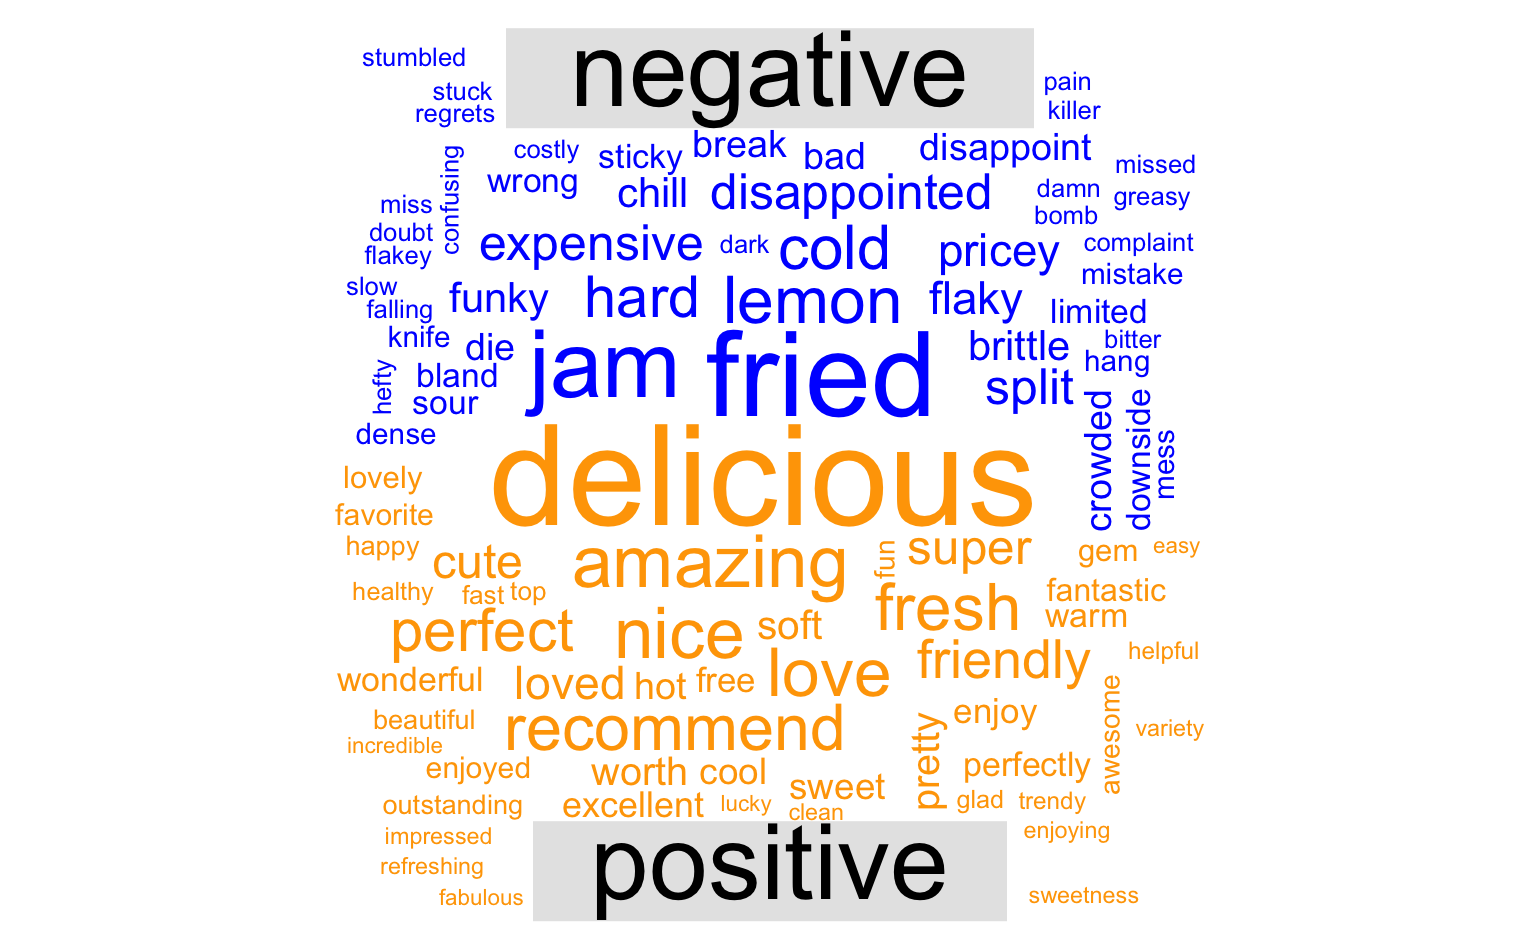 negative
stumbled
pain
stuck
killer
regrets
costly
sticky
break
bad
disappoint
missed
confusing
wrong
chill
disappointed
damn
greasy
miss
bomb
doubt
expensive
dark
cold
pricey
complaint
flakey
mistake
slow
funky
hard
lemon
flaky
limited
falling
knife
die
jam
fried
brittle
bitter
hang
hefty
bland
split
sour
crowded
downside
mess
dense
delicious
lovely
favorite
happy
cute
amazing
fun
super
gem
easy
healthy
fast
top
fresh
fantastic
warm
perfect
nice
soft
friendly
helpful
wonderful
loved
hot
free
love
beautiful
recommend
enjoy
awesome
variety
incredible
pretty
enjoyed
worth
cool
perfectly
sweet
outstanding
excellent
lucky
clean
glad
trendy
impressed
positive
enjoying
refreshing
fabulous
sweetness